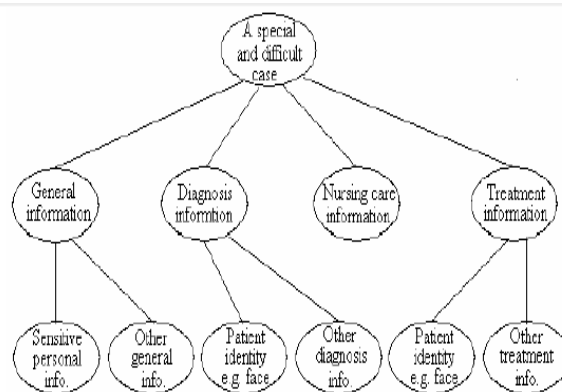 A special
and difficult
case
General
information
Diagnosis
informtion
Nursing care
information
Treatment
information
Sensitive
personal
info.
Other
general
info.
Patient
identity
e.g. face
Other
diagnosis
info.
Patient
identity
e.g. face
Other
treatment
info.